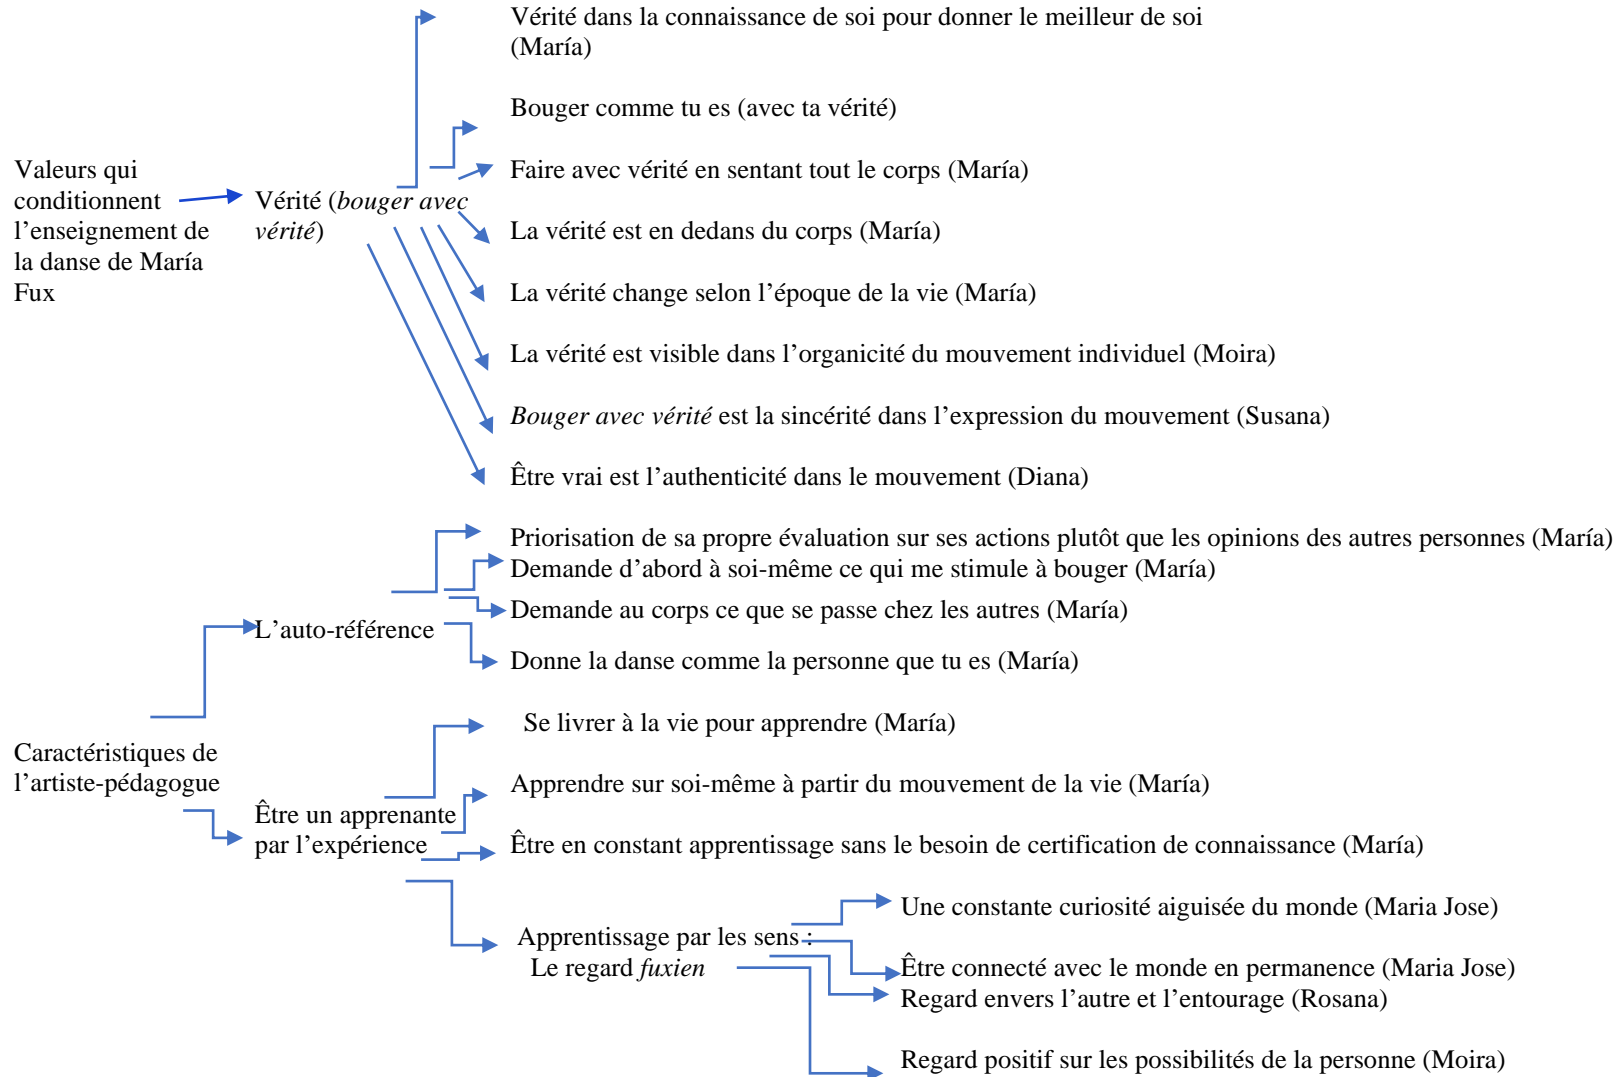 Vérité dans la connaissance de soi pour donner le meilleur de soi
(María)
Bouger comme tu es (avec ta vérité)
Valeurs qui
conditionnent
l’enseignement de
la danse de María
Fux
Vérité (bouger avec
vérité)
Faire avec vérité en sentant tout le corps (María)
La vérité est en dedans du corps (María)
La vérité change selon l’époque de la vie (María)
La vérité est visible dans l’organicité du mouvement individuel (Moira)
Bouger avec vérité est la sincérité dans l’expression du mouvement (Susana)
Être vrai est l’authenticité dans le mouvement (Diana)
Caractéristiques de
l’artiste-pédagogue
L’auto-référence
Priorisation de sa propre évaluation sur ses actions plutôt que les opinions des autres personnes (María)
Demande d’abord à soi-même ce qui me stimule à bouger (María)
Demande au corps ce que se passe chez les autres (María)
Donne la danse comme la personne que tu es (María)
Être un apprenante
par l’expérience
Se livrer à la vie pour apprendre (María)
Apprendre sur soi-même à partir du mouvement de la vie (María)
Être en constant apprentissage sans le besoin de certification de connaissance (María)
Apprentissage par les sens :
Le regard fuxien
Une constante curiosité aiguisée du monde (Maria Jose)
Être connecté avec le monde en permanence (Maria Jose)
Regard envers l’autre et l’entourage (Rosana)
Regard positif sur les possibilités de la personne (Moira)